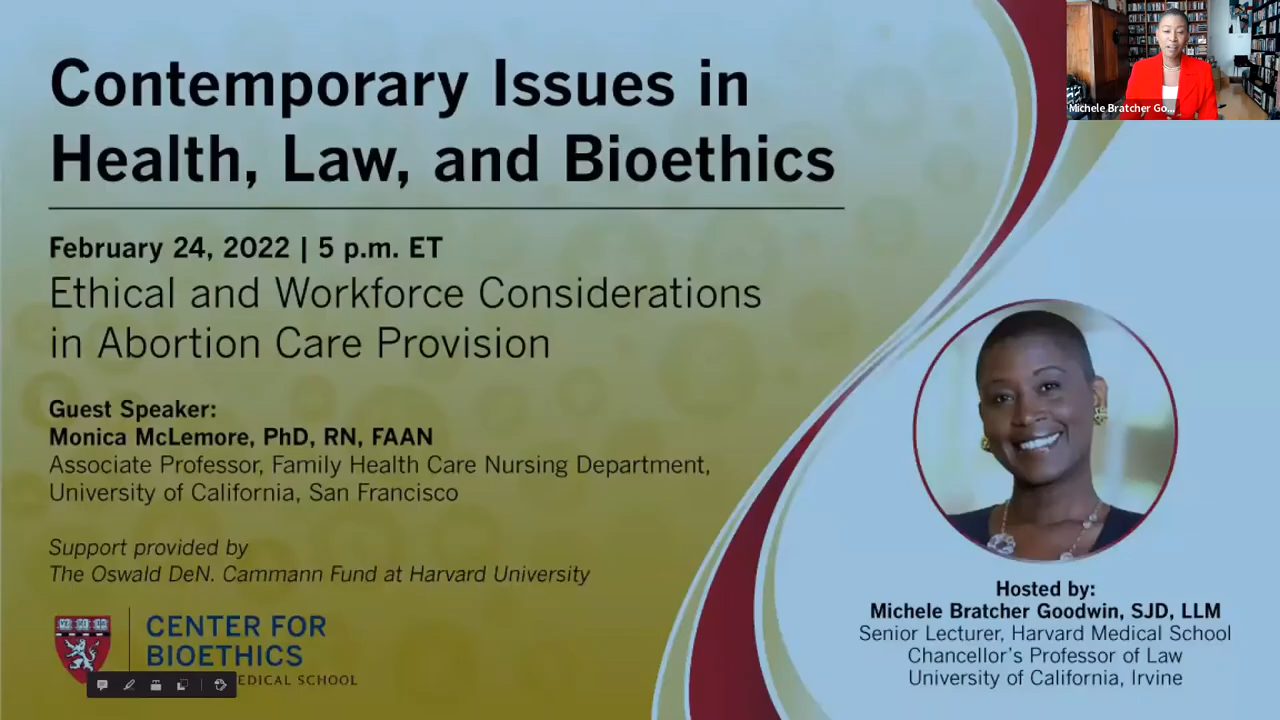 Contemporary Issues in
Health, Law, and Bioethics
February 24, 2022 | 5 p.m. ET
Ethical and Workforce Considerations
in Abortion Care Provision
Guest Speaker:
Monica McLemore, PhD, RN, FAAN
Associate Professor, Family Health Care Nursing Department,
University of California, San Francisco
Support provided by
The Oswald DeN. Cammann Fund at Harvard University
CENTER FOR
BIOETHICS
EDICAL SCHOOL
Michele Bratcher Go...
Hosted by:
Michele Bratcher Goodwin, SJD, LLM
Senior Lecturer, Harvard Medical School
Chancellor's Professor of Law
University of California, Irvine